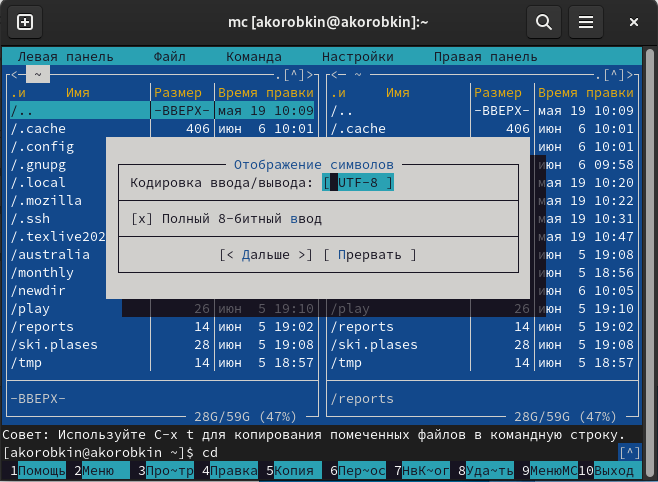 mc [akorobkin@akorobkin]:~
Левая панель Файл Команда Настройки Правая панель
<─ ~ .[^]>
.и Имя Размер Время правки
/.. -ВВЕРХ- мая 19 10:09
/.cache 406 июн 6 10:01
/.config
/.gnupg
/.local
/.mozilla
/.ssh
/.texlive202
/australia
/monthly
/newdir
/play 26 июн 5 19:10
/reports 14 июн 5 19:02
/ski.plases 28 июн 5 19:08
/tmp 14 июн 5 18:57
-ВВЕРХ-
28G/59G (47%)
<─ ~ .[^]>
.и Имя Размер Время правки
/.. -ВВЕРХ- мая 19 10:09
/.cache 406 июн 6 10:01
июн 6 10:01
июн 6 09:58
мая 19 10:20
мая 19 10:22
мая 19 10:31
мая 19 10:47
июн 5 19:08
июн 5 18:56
июн 6 10:05
/play 26 июн 5 19:10
/reports 14 июн 5 19:02
/ski.plases 28 июн 5 19:08
/tmp 14 июн 5 18:57
/reports
28G/59G (47%)
Отображение символов
Кодировка ввода/вывода: [ UTF-8 ]
[x] Полный 8-битный ввод
[< Дальше >] [ Прервать ]
Совет: Используйте C-x t для копирования помеченных файлов в командную строку.
[akorobkin@akorobkin ~]$ cd [^]
1Помощь 2Меню 3Про~тр 4Правка 5Копия 6Пер~ос 7НвК~ог 8Уда~ть 9МенюMC 10Выход